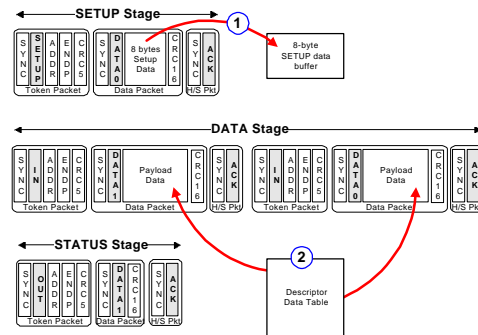 SETUP Stage
1
SYNC SETUP ADDR ENDP CRC5
Token Packet
SYNC DATA0 8 bytes Setup Data CRC16
Data Packet
SYNC ACK
H/S Pkt
8-byte
SETUP data
buffer
DATA Stage
SYNC IN ADDR ENDP CRC5
Token Packet
SYNC DATA1 Payload Data CRC16
Data Packet
SYNC ACK
H/S Pkt
SYNC IN ADDR ENDP CRC5
Token Packet
SYNC DATA0 Payload Data CRC16
Data Packet
SYNC ACK
H/S Pkt
STATUS Stage
SYNC OUT ADDR ENDP CRC5
Token Packet
SYNC DATA1 CRC16
Data Packet
SYNC ACK
H/S Pkt
2
Descriptor
Data Table